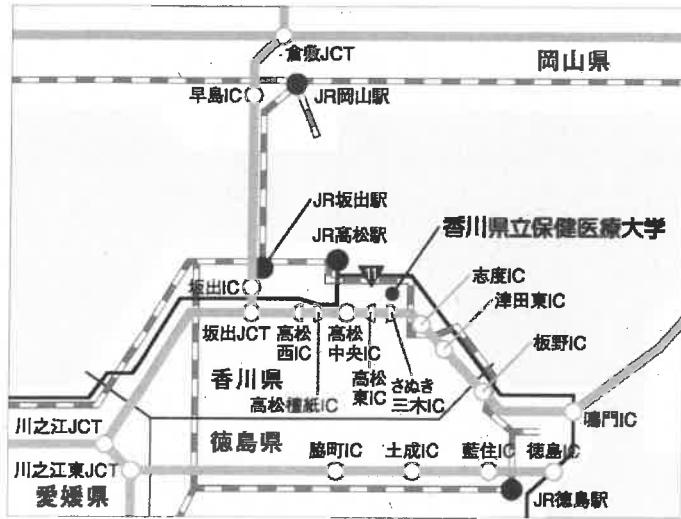 倉敷JCT
岡山県
早島IC
JR岡山駅
JR坂出駅
JR高松駅
香川県立保健医療大学
11
坂出IC
志度IC
津田東IC
坂出JCT
高松
西IC
高松
中央IC
高松
東IC
さぬき
三木IC
板野IC
香川県
高松檀紙IC
鳴門IC
川之江JCT
徳島県
脇町IC
土成IC
藍住IC
徳島IC
川之江東JCT
愛媛県
JR徳島駅